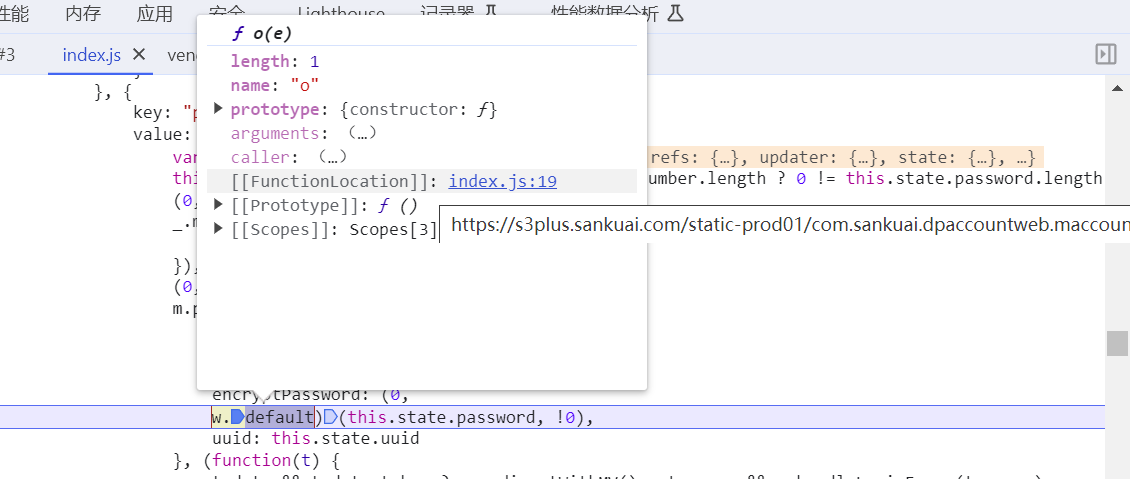 性能 内存 应用 安全 Lighthouse 记录器 性能数据分析
#3 index.js × ven
ƒ o(e)
length: 1
name: "o"
}, {
prototype: {constructor: ƒ}
key: "p
arguments: (…)
value:
caller: (…)
van refs: {…}, updater: {…}, state: {…}, …}
[[FunctionLocation]]: index.js:19
this umber.length ? 0 != this.state.password.length
[[Prototype]]: ƒ ()
(0,
[[Scopes]]: Scopes[3]
https://s3plus.sankuai.com/static-prod01/com.sankuai.dpaccountweb.maccoun
}),
(0,
m.p
encryptPassword: (0,
w.default)(this.state.password, !0),
uuid: this.state.uuid
}, (function(t) {